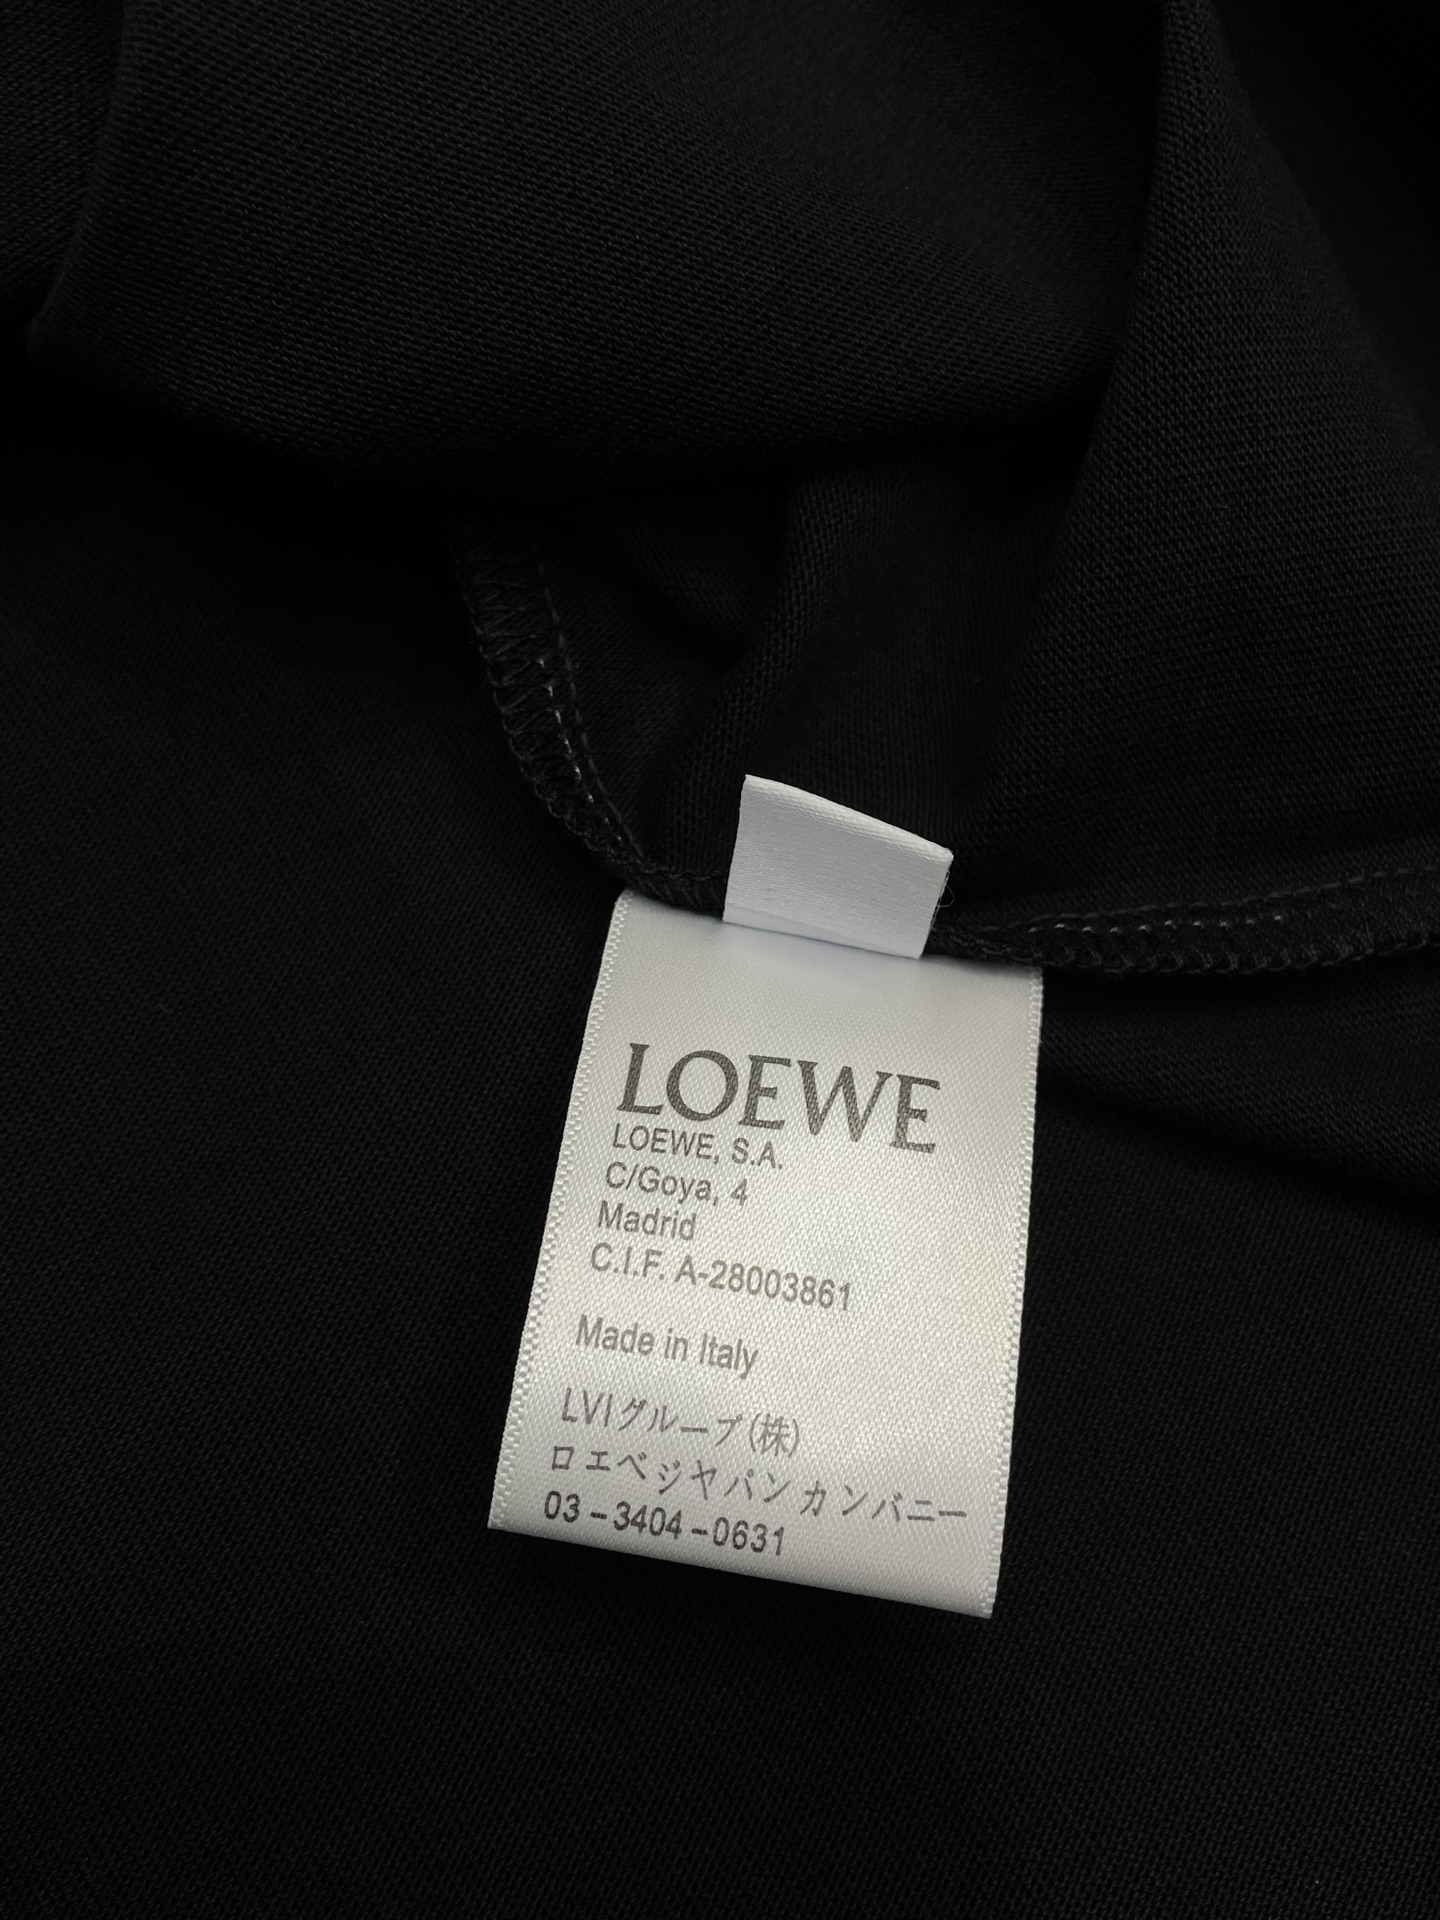 LOEWE
LOEWE, S.A.
C/Goya, 4
Madrid
C.I.F. A-28003861
Made in Italy
LVIグループ(株)
ロエベジャパン カンパニー
03-3404-0631